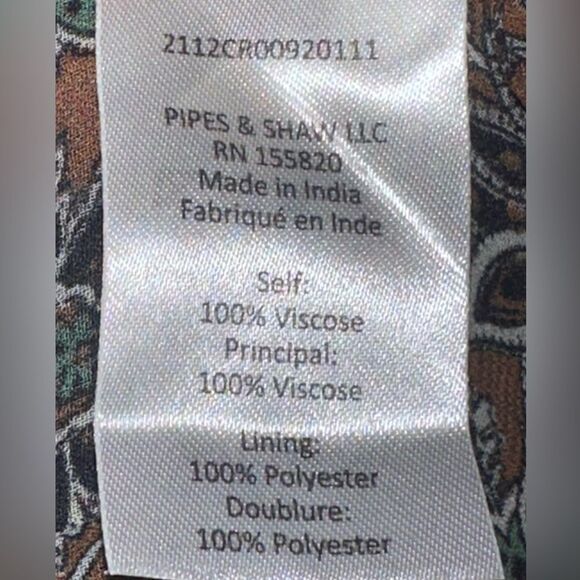 2112CR00920111
PIPES & SHAW LLC
RN 155820
Made in India
Fabriqué en Inde
Self:
100% Viscose
Principal:
100% Viscose
Lining:
100% Polyester
Doublure:
100% Polyester